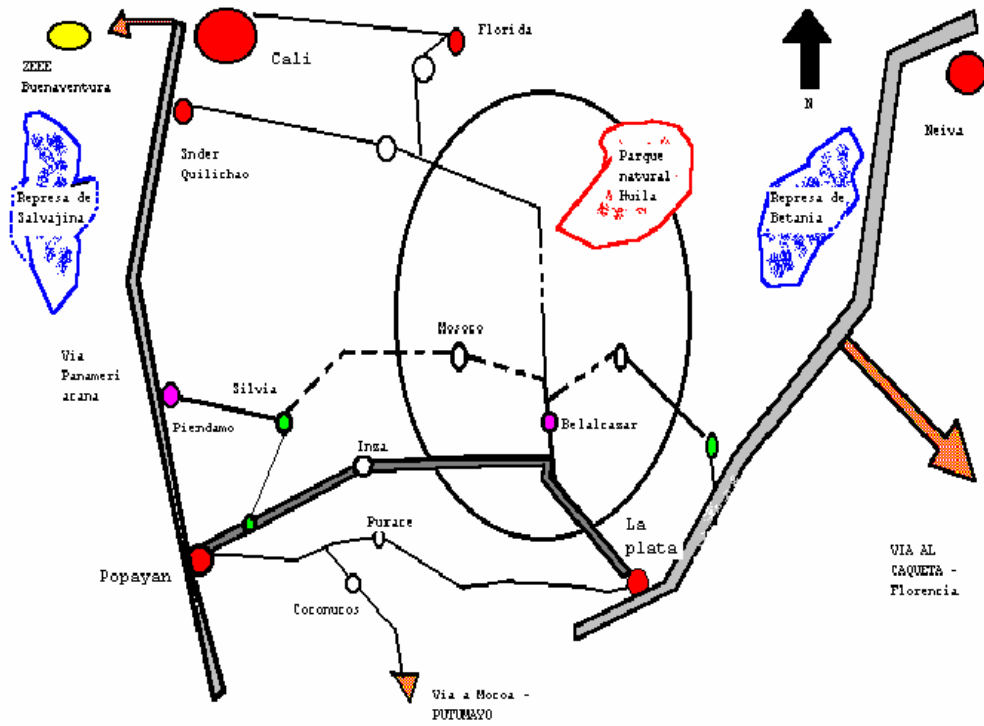 Florida
Cali
ZEEE
Buenaventura
N
Neiva
Snder
Quilichao
Parque
natural
Huila
Represa de
Salvajina
Represa de
Betania
Via
Panameri
acana
Mosoco
Silvia
Piendamo
Belalcazar
Inza
Purace
La
plata
Popayan
Coconucos
VIA AL
CAQUETA -
Florencia
Via a Mocoa -
PUTUMAYO